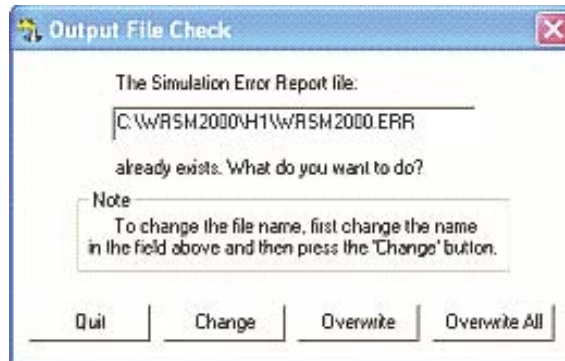 Output File Check
The Simulation Error Report file:
C:\WRSM2000\H1\WRSM2000.ERR
already exists. What do you want to do?
Note
To change the file name, first change the name
in the field above and then press the 'Change' button.
Quit Change Overwrite Overwrite All